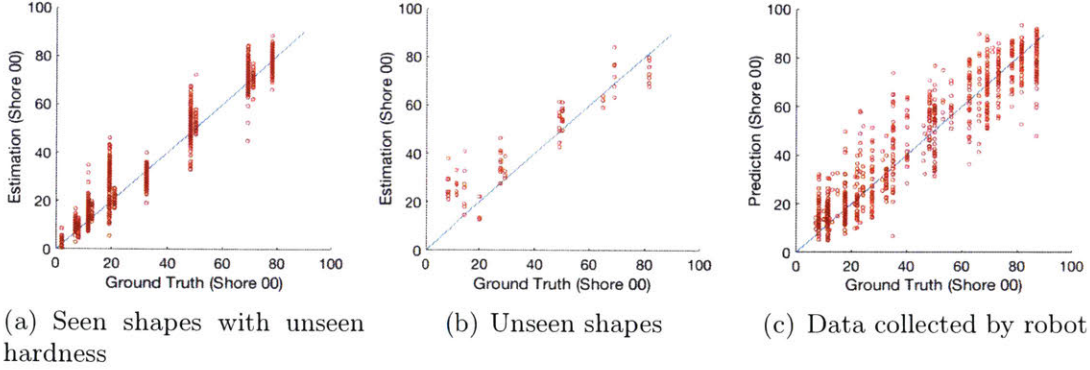 100
80
60
40
20
0
Estimation (Shore 00)
0 20 40 60 80 100
Ground Truth (Shore 00)
(a) Seen shapes with unseen
hardness
100
80
60
40
20
0
Estimation (Shore 00)
0 20 40 60 80 100
Ground Truth (Shore 00)
(b) Unseen shapes
100
80
60
40
20
0
Prediction (Shore 00)
0 20 40 60 80 100
Ground Truth (Shore 00)
(c) Data collected by robot